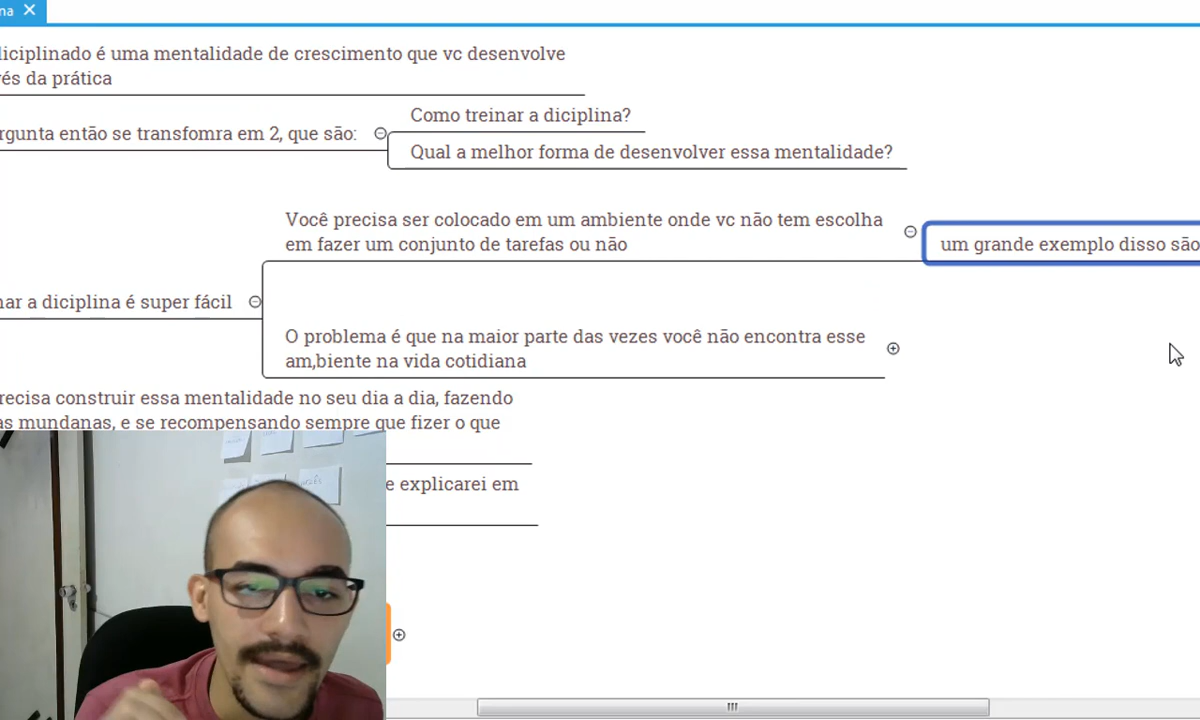 na
diciplinado é uma mentalidade de crescimento que vc desenvolve
vés da prática
rgunta então se transfomra em 2, que são:
Como treinar a diciplina?
Qual a melhor forma de desenvolver essa mentalidade?
Você precisa ser colocado em um ambiente onde vc não tem escolha
em fazer um conjunto de tarefas ou não
um grande exemplo disso são
nar a diciplina é super fácil
O problema é que na maior parte das vezes você não encontra esse
am,biente na vida cotidiana
recisa construir essa mentalidade no seu dia a dia, fazendo
as mundanas, e se recompensando sempre que fizer o que
e explicarei em